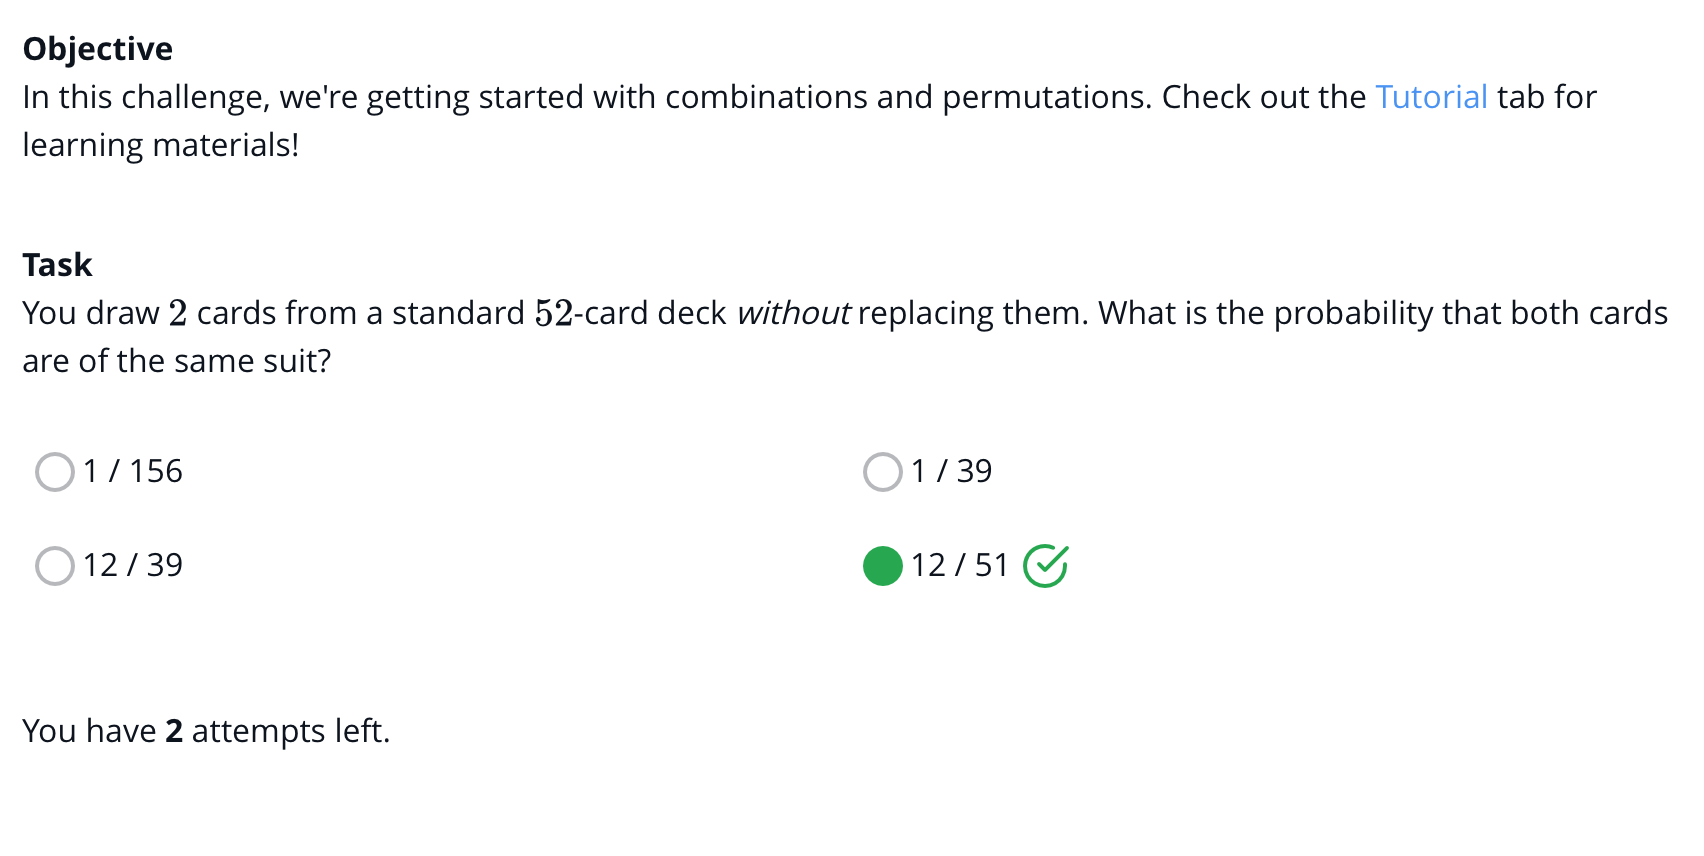 Objective
In this challenge, we're getting started with combinations and permutations. Check out the Tutorial tab for
learning materials!
Task
You draw 2 cards from a standard 52-card deck without replacing them. What is the probability that both cards
are of the same suit?
1 / 156
1 / 39
12 / 39
12 / 51
You have 2 attempts left.